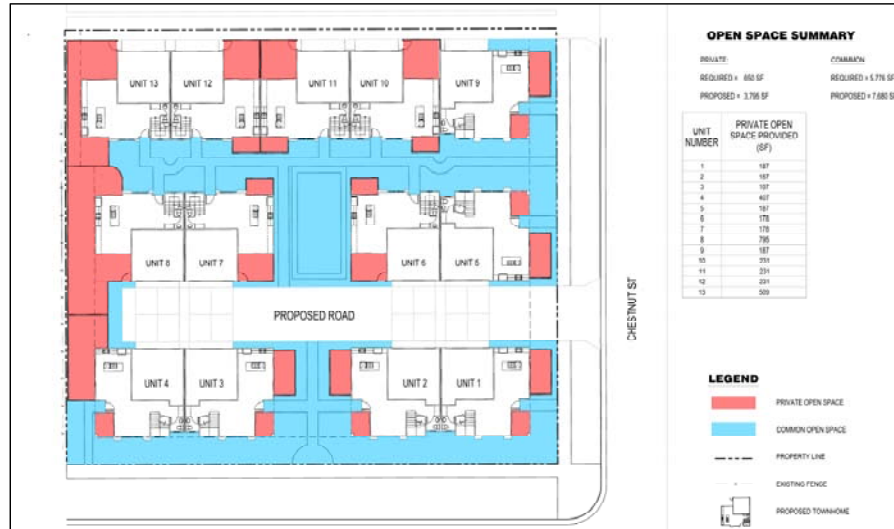 OPEN SPACE SUMMARY
PRIVATE:
COMMON:
REQUIRED = 650 SF
REQUIRED = 5,776 SF
PROPOSED = 3,795 SF
PROPOSED = 7,680 SF
UNIT NUMBER
PRIVATE OPEN SPACE PROVIDED (SF)
1 187
2 187
3 187
4 407
5 187
6 178
7 178
8 795
9 187
10 231
11 231
12 231
13 509
UNIT 13
UNIT 12
UNIT 11
UNIT 10
UNIT 9
UNIT 8
UNIT 7
UNIT 6
UNIT 5
PROPOSED ROAD
CHESTNUT ST
UNIT 4
UNIT 3
UNIT 2
UNIT 1
LEGEND
PRIVATE OPEN SPACE
COMMON OPEN SPACE
PROPERTY LINE
EXISTING FENCE
PROPOSED TOWNHOME